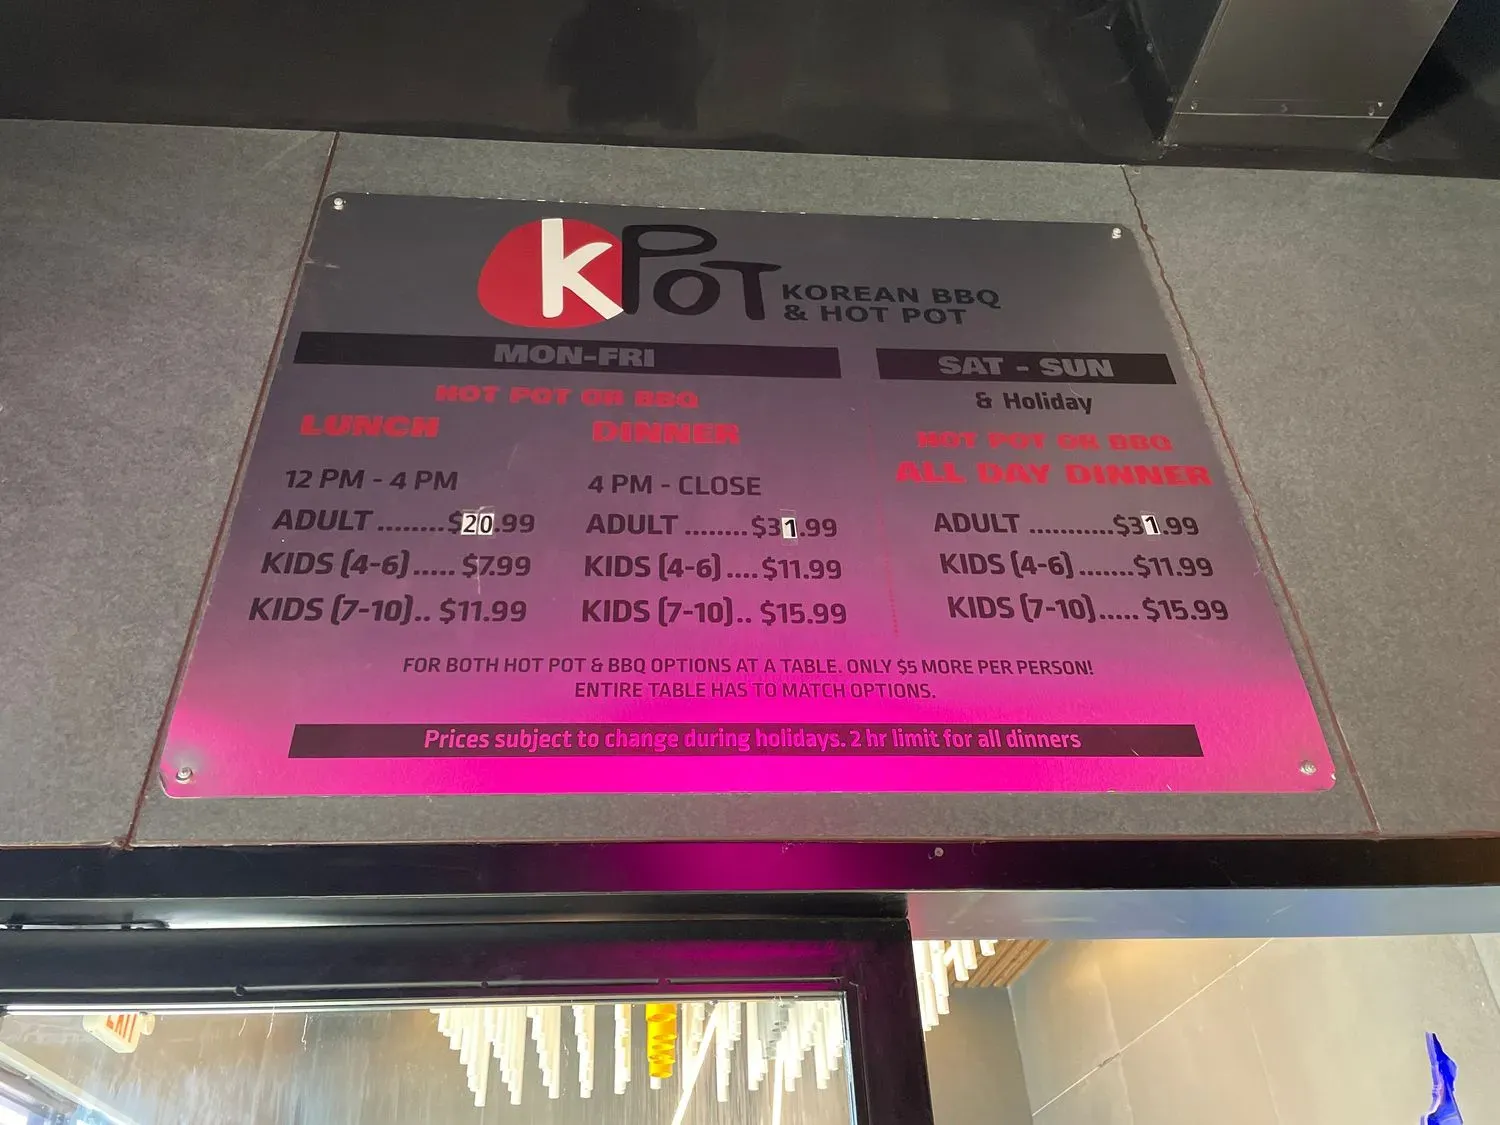 KPOT KOREAN BBQ
& HOT POT
MON-FRI
HOT POT OR BBQ
LUNCH
12 PM - 4 PM
ADULT ........$20.99
KIDS (4-6)..... $7.99
KIDS (7-10).. $11.99
DINNER
4 PM - CLOSE
ADULT ........$31.99
KIDS (4-6)....$11.99
KIDS (7-10).. $15.99
SAT - SUN
& Holiday
HOT POT OR BBQ
ALL DAY DINNER
ADULT ...........$31.99
KIDS (4-6).......$11.99
KIDS (7-10)..... $15.99
FOR BOTH HOT POT & BBQ OPTIONS AT A TABLE. ONLY $5 MORE PER PERSON!
ENTIRE TABLE HAS TO MATCH OPTIONS.
Prices subject to change during holidays. 2 hr limit for all dinners
EXIT